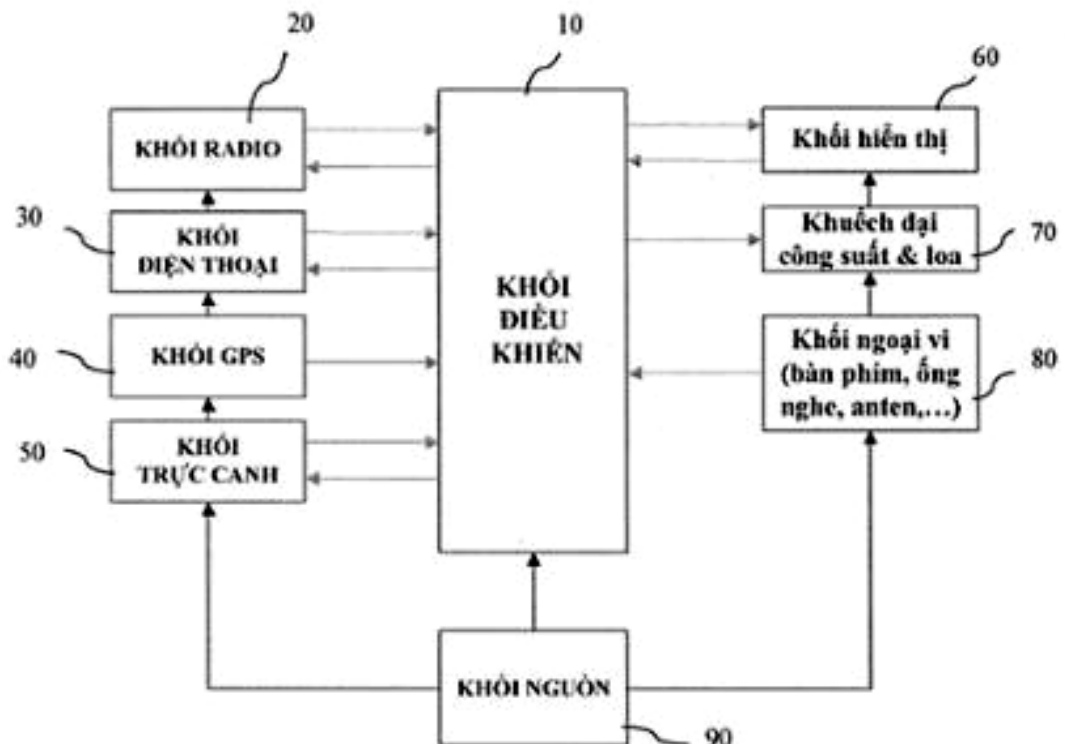 20
10
60
KHỐI RADIO
Khối hiển thị
30
KHỐI
ĐIỆN THOẠI
Khuếch đại
công suất & loa
70
KHỐI
ĐIỀU
KHIỂN
40
KHỐI GPS
Khối ngoại vi
(bàn phím, ống
nghe, anten,...)
80
50
KHỐI
TRỰC CANH
KHỐI NGUỒN
90